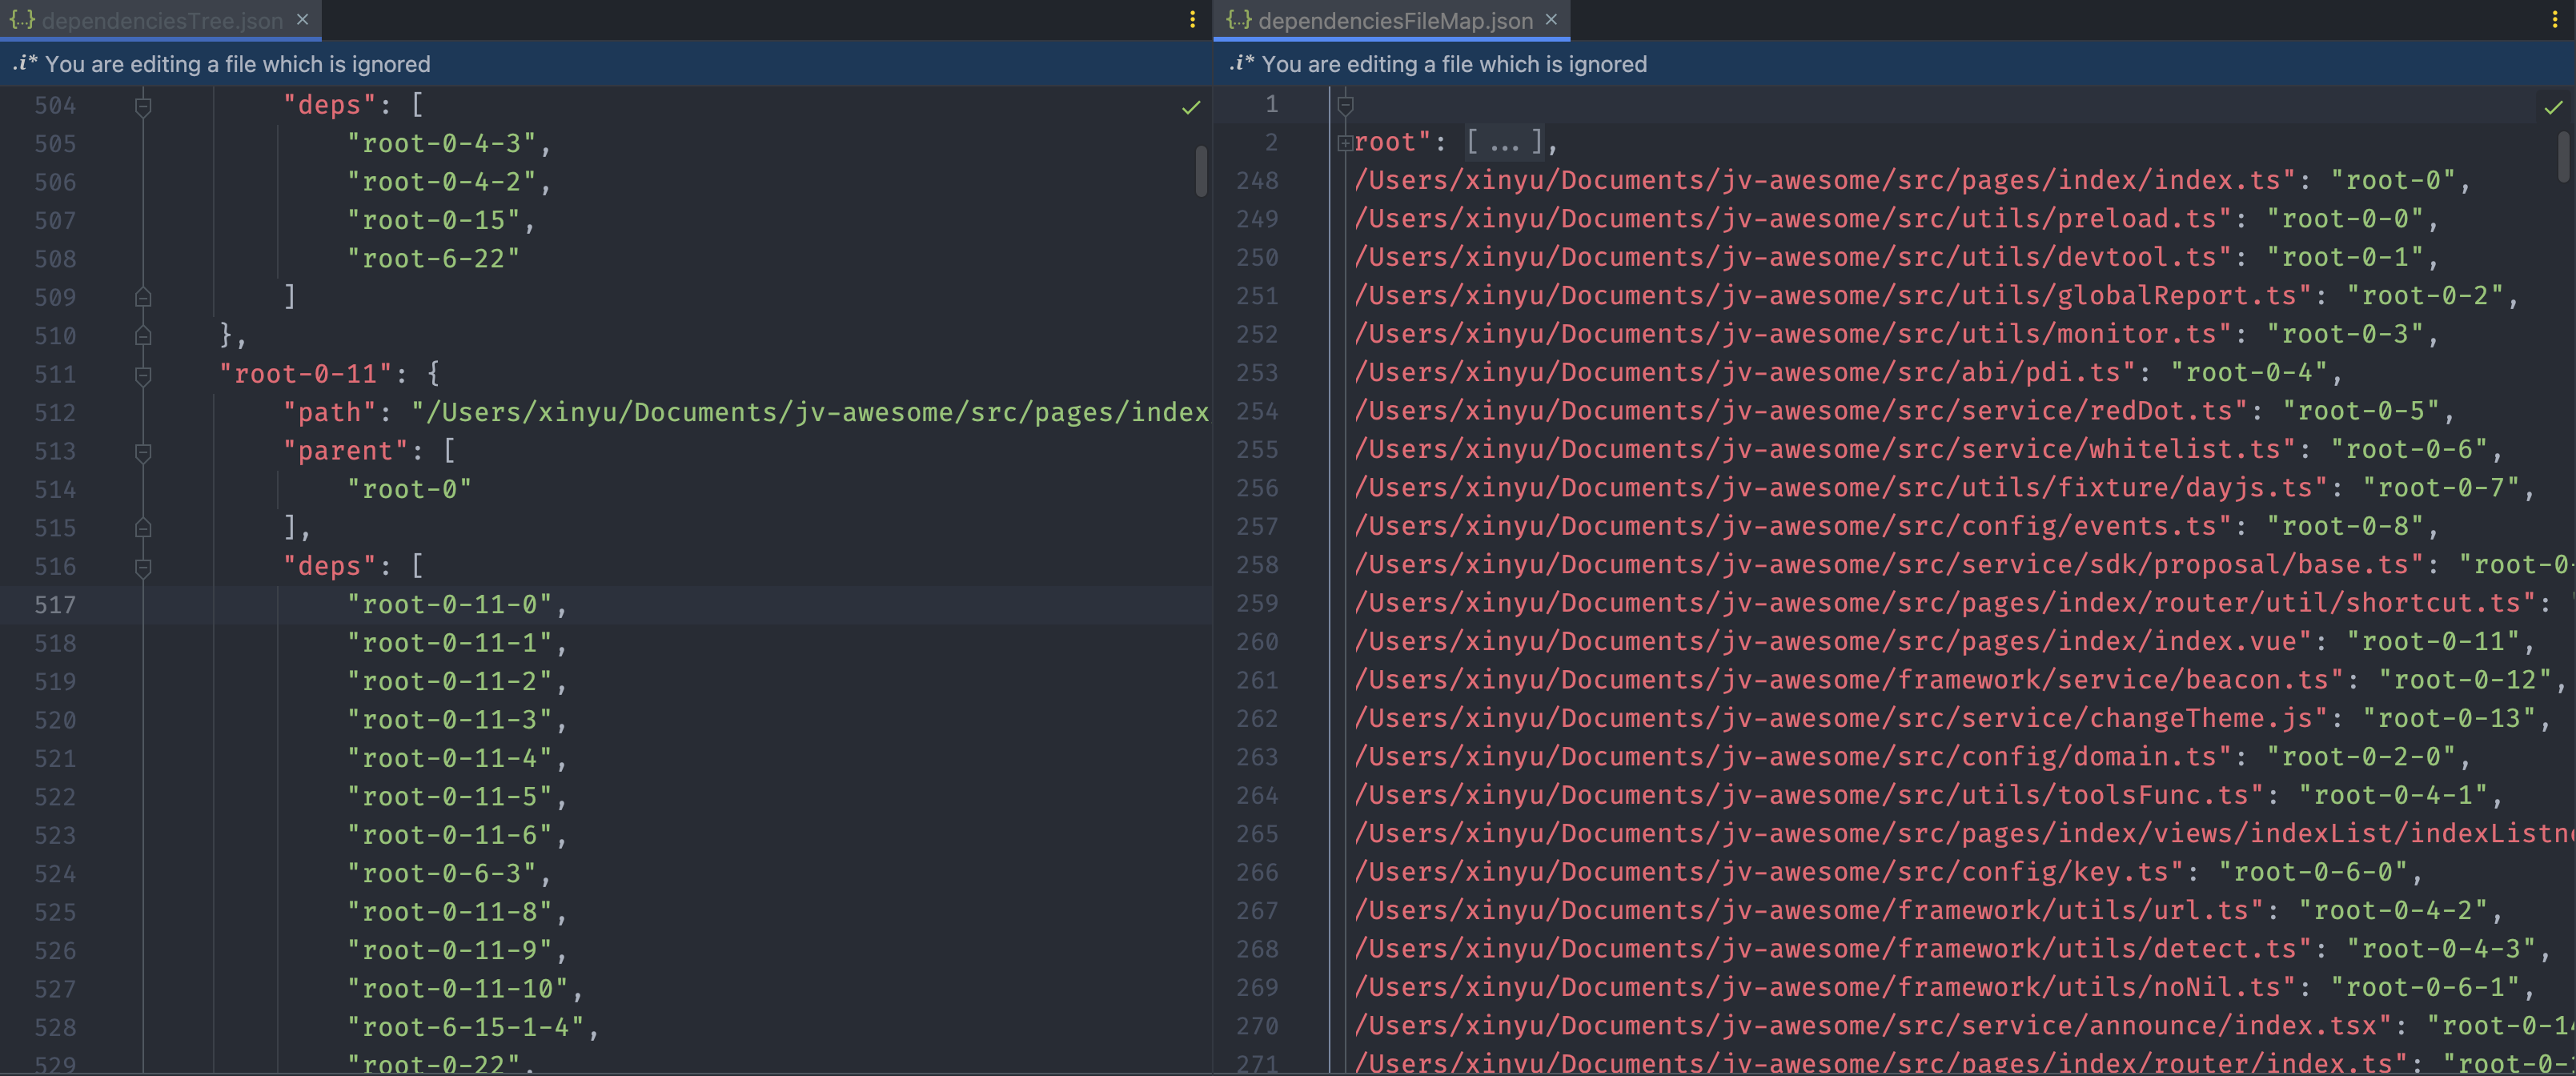 dependenciesTree.json
You are editing a file which is ignored
504 "deps": [
505 "root-0-4-3",
506 "root-0-4-2",
507 "root-0-15",
508 "root-6-22"
509 ]
510 },
511 "root-0-11": {
512 "path": "/Users/xinyu/Documents/jv-awesome/src/pages/index
513 "parent": [
514 "root-0"
515 ],
516 "deps": [
517 "root-0-11-0",
518 "root-0-11-1",
519 "root-0-11-2",
520 "root-0-11-3",
521 "root-0-11-4",
522 "root-0-11-5",
523 "root-0-11-6",
524 "root-0-6-3",
525 "root-0-11-8",
526 "root-0-11-9",
527 "root-0-11-10",
528 "root-6-15-1-4",
529 "root-0-22",
dependenciesFileMap.json
You are editing a file which is ignored
1
2 root": [ ... ],
248 /Users/xinyu/Documents/jv-awesome/src/pages/index/index.ts": "root-0",
249 /Users/xinyu/Documents/jv-awesome/src/utils/preload.ts": "root-0-0",
250 /Users/xinyu/Documents/jv-awesome/src/utils/devtool.ts": "root-0-1",
251 /Users/xinyu/Documents/jv-awesome/src/utils/globalReport.ts": "root-0-2",
252 /Users/xinyu/Documents/jv-awesome/src/utils/monitor.ts": "root-0-3",
253 /Users/xinyu/Documents/jv-awesome/src/abi/pdi.ts": "root-0-4",
254 /Users/xinyu/Documents/jv-awesome/src/service/redDot.ts": "root-0-5",
255 /Users/xinyu/Documents/jv-awesome/src/service/whitelist.ts": "root-0-6",
256 /Users/xinyu/Documents/jv-awesome/src/utils/fixture/dayjs.ts": "root-0-7",
257 /Users/xinyu/Documents/jv-awesome/src/config/events.ts": "root-0-8",
258 /Users/xinyu/Documents/jv-awesome/src/service/sdk/proposal/base.ts": "root-0-
259 /Users/xinyu/Documents/jv-awesome/src/pages/index/router/util/shortcut.ts":
260 /Users/xinyu/Documents/jv-awesome/src/pages/index/index.vue": "root-0-11",
261 /Users/xinyu/Documents/jv-awesome/framework/service/beacon.ts": "root-0-12",
262 /Users/xinyu/Documents/jv-awesome/src/service/changeTheme.js": "root-0-13",
263 /Users/xinyu/Documents/jv-awesome/src/config/domain.ts": "root-0-2-0",
264 /Users/xinyu/Documents/jv-awesome/src/utils/toolsFunc.ts": "root-0-4-1",
265 /Users/xinyu/Documents/jv-awesome/src/pages/index/views/indexList/indexListn
266 /Users/xinyu/Documents/jv-awesome/src/config/key.ts": "root-0-6-0",
267 /Users/xinyu/Documents/jv-awesome/framework/utils/url.ts": "root-0-4-2",
268 /Users/xinyu/Documents/jv-awesome/framework/utils/detect.ts": "root-0-4-3",
269 /Users/xinyu/Documents/jv-awesome/framework/utils/noNil.ts": "root-0-6-1",
270 /Users/xinyu/Documents/jv-awesome/src/service/announce/index.tsx": "root-0-14
271 /Users/xinyu/Documents/jv-awesome/src/pages/index/router/index.ts": "root-0-